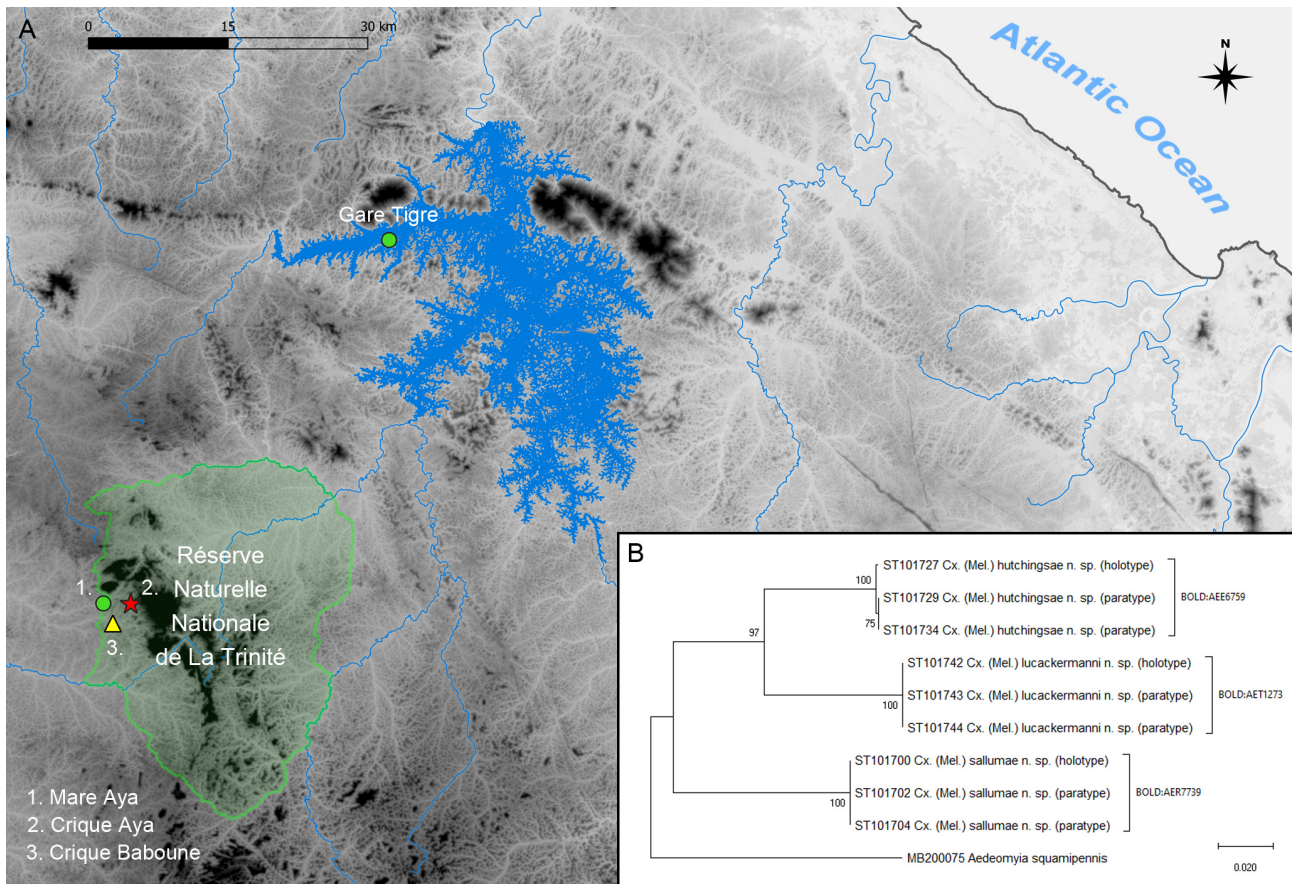 A
0 15 30 km
N
Atlantic Ocean
Gare Tigre
Réserve
Naturelle
Nationale
de La Trinité
1.
2.
3.
1. Mare Aya
2. Crique Aya
3. Crique Baboune
B
ST101727 Cx. (Mel.) hutchingsae n. sp. (holotype)
100
ST101729 Cx. (Mel.) hutchingsae n. sp. (paratype)
BOLD:AEE6759
75
ST101734 Cx. (Mel.) hutchingsae n. sp. (paratype)
97
ST101742 Cx. (Mel.) lucackermanni n. sp. (holotype)
ST101743 Cx. (Mel.) lucackermanni n. sp. (paratype)
BOLD:AET1273
100
ST101744 Cx. (Mel.) lucackermanni n. sp. (paratype)
ST101700 Cx. (Mel.) sallumae n. sp. (holotype)
ST101702 Cx. (Mel.) sallumae n. sp. (paratype)
BOLD:AER7739
100
ST101704 Cx. (Mel.) sallumae n. sp. (paratype)
MB200075 Aedeomyia squamipennis
0.020